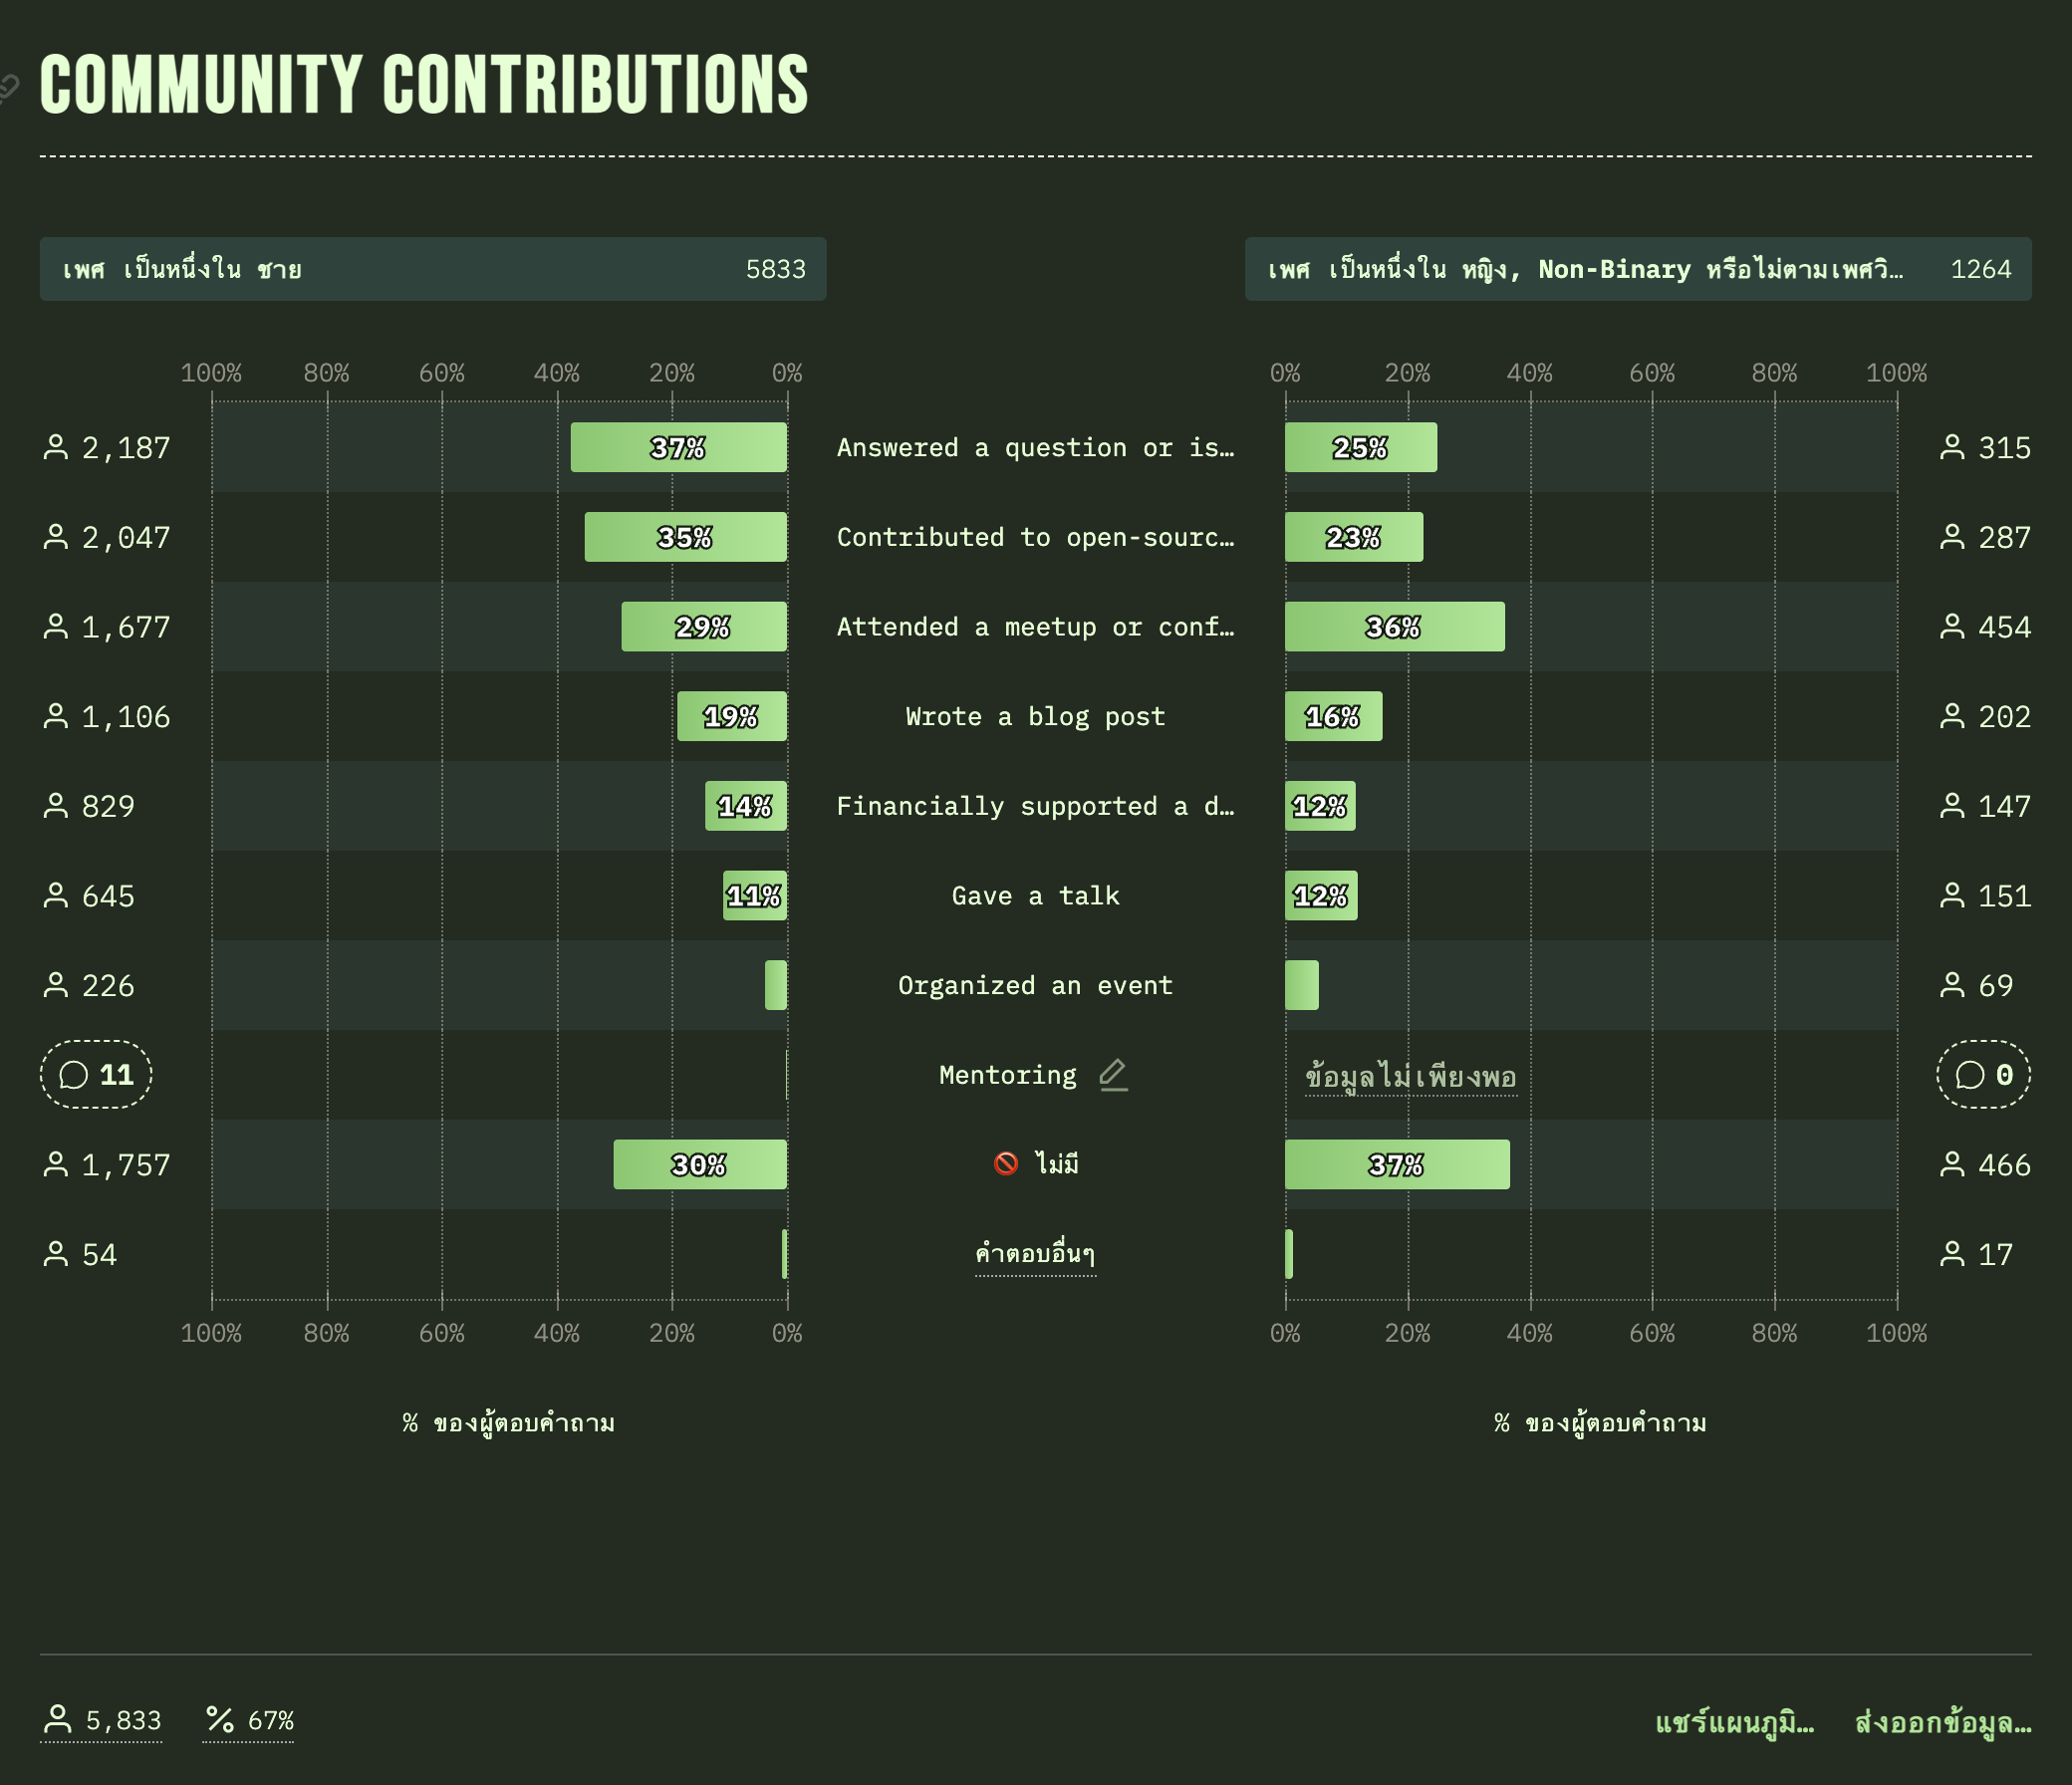 COMMUNITY CONTRIBUTIONS
เพศ เป็นหนึ่งใน ชาย 5833
เพศ เป็นหนึ่งใน หญิง, Non-Binary หรือไม่ตามเพศวิ… 1264
100% 80% 60% 40% 20% 0% 0% 20% 40% 60% 80% 100%
2,187 37% Answered a question or is… 25% 315
2,047 35% Contributed to open-sourc… 23% 287
1,677 29% Attended a meetup or conf… 36% 454
1,106 19% Wrote a blog post 16% 202
829 14% Financially supported a d… 12% 147
645 11% Gave a talk 12% 151
226 Organized an event 69
11 Mentoring ข้อมูลไม่เพียงพอ 0
1,757 30% ไม่มี 37% 466
54 คำตอบอื่นๆ 17
100% 80% 60% 40% 20% 0% 0% 20% 40% 60% 80% 100%
% ของผู้ตอบคำถาม % ของผู้ตอบคำถาม
5,833 67% แชร์แผนภูมิ… ส่งออกข้อมูล…